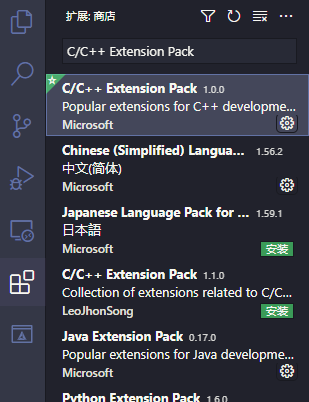 扩展: 商店
C/C++ Extension Pack
C/C++ Extension Pack 1.0.0
Popular extensions for C++ developme...
Microsoft
Chinese (Simplified) Langua... 1.56.2
中文(简体)
Microsoft
Japanese Language Pack for ... 1.59.1
日本語
Microsoft 安装
C/C++ Extension Pack 1.1.0
Collection of extensions related to C/C...
LeoJhonSong 安装
Java Extension Pack 0.17.0
Popular extensions for Java developme...
Microsoft
Python Extension Pack 1.6.0